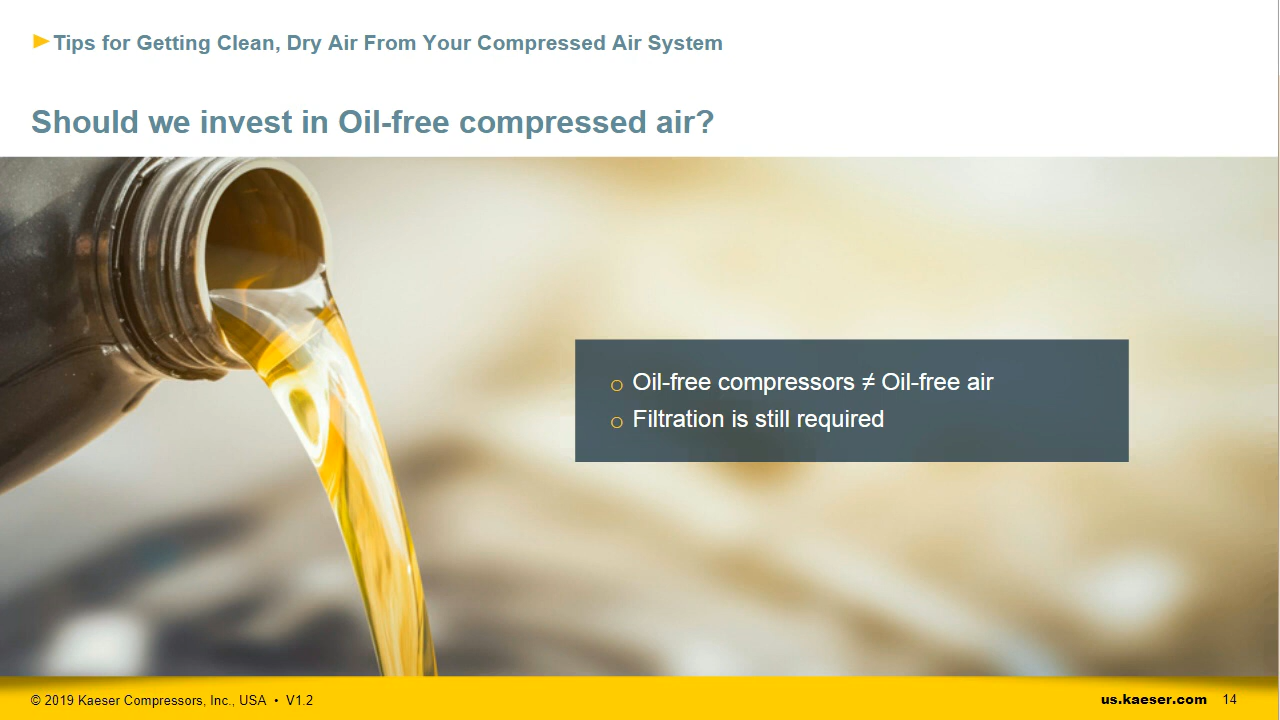 Tips for Getting Clean, Dry Air From Your Compressed Air System
Should we invest in Oil-free compressed air?
o Oil-free compressors ≠ Oil-free air
o Filtration is still required
© 2019 Kaeser Compressors, Inc., USA • V1.2
us.kaeser.com 14